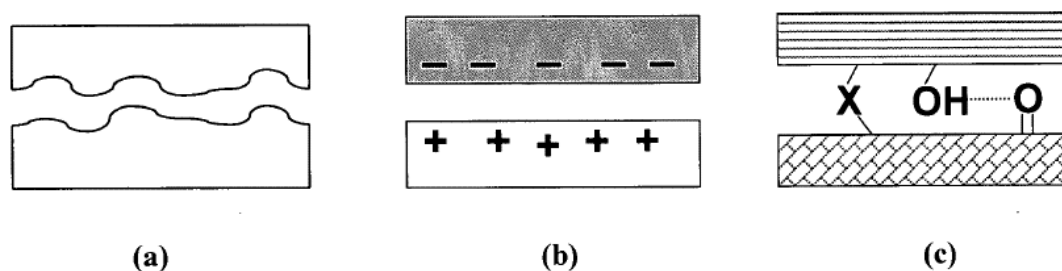 − − − − −
+ + + + +
X OH O
(a) (b) (c)